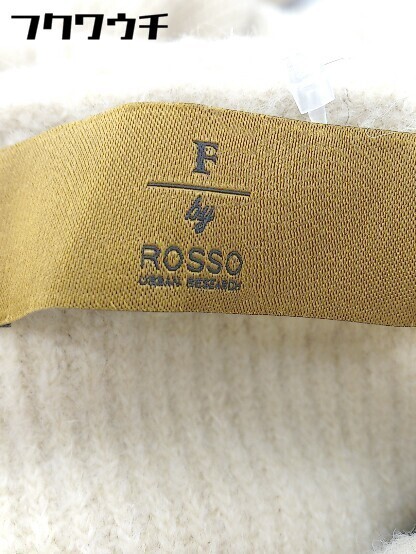 フクワウチ
F
by
ROSSO
URBAN RESEARCH